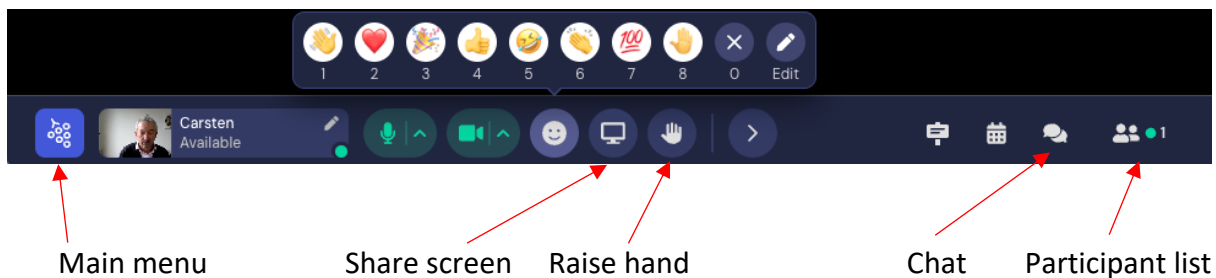 100
1 2 3 4 5 6 7 8 0 Edit
Carsten
Available
1
Main menu Share screen Raise hand Chat Participant list